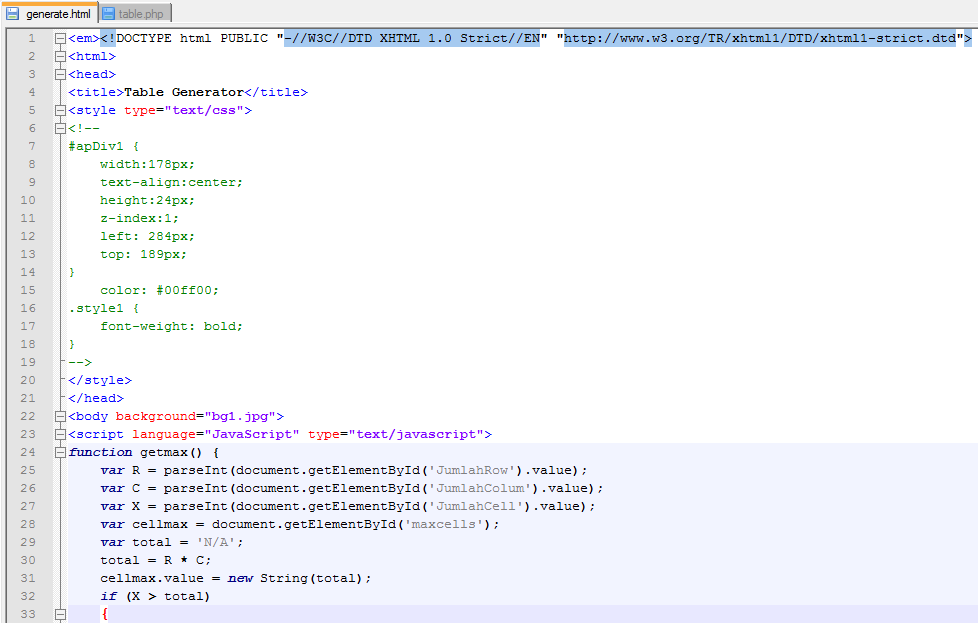 generate.html table.php
1 <em><!DOCTYPE html PUBLIC "-//W3C//DTD XHTML 1.0 Strict//EN" "http://www.w3.org/TR/xhtml1/DTD/xhtml1-strict.dtd">
2 <html>
3 <head>
4 <title>Table Generator</title>
5 <style type="text/css">
6 <!--
7 #apDiv1 {
8     width:178px;
9     text-align:center;
10     height:24px;
11     z-index:1;
12     left: 284px;
13     top: 189px;
14 }
15     color: #00ff00;
16 .style1 {
17     font-weight: bold;
18 }
19 -->
20 </style>
21 </head>
22 <body background="bg1.jpg">
23 <script language="JavaScript" type="text/javascript">
24 function getmax() {
25     var R = parseInt(document.getElementById('JumlahRow').value);
26     var C = parseInt(document.getElementById('JumlahColum').value);
27     var X = parseInt(document.getElementById('JumlahCell').value);
28     var cellmax = document.getElementById('maxcells');
29     var total = 'N/A';
30     total = R * C;
31     cellmax.value = new String(total);
32     if (X > total)
33     {